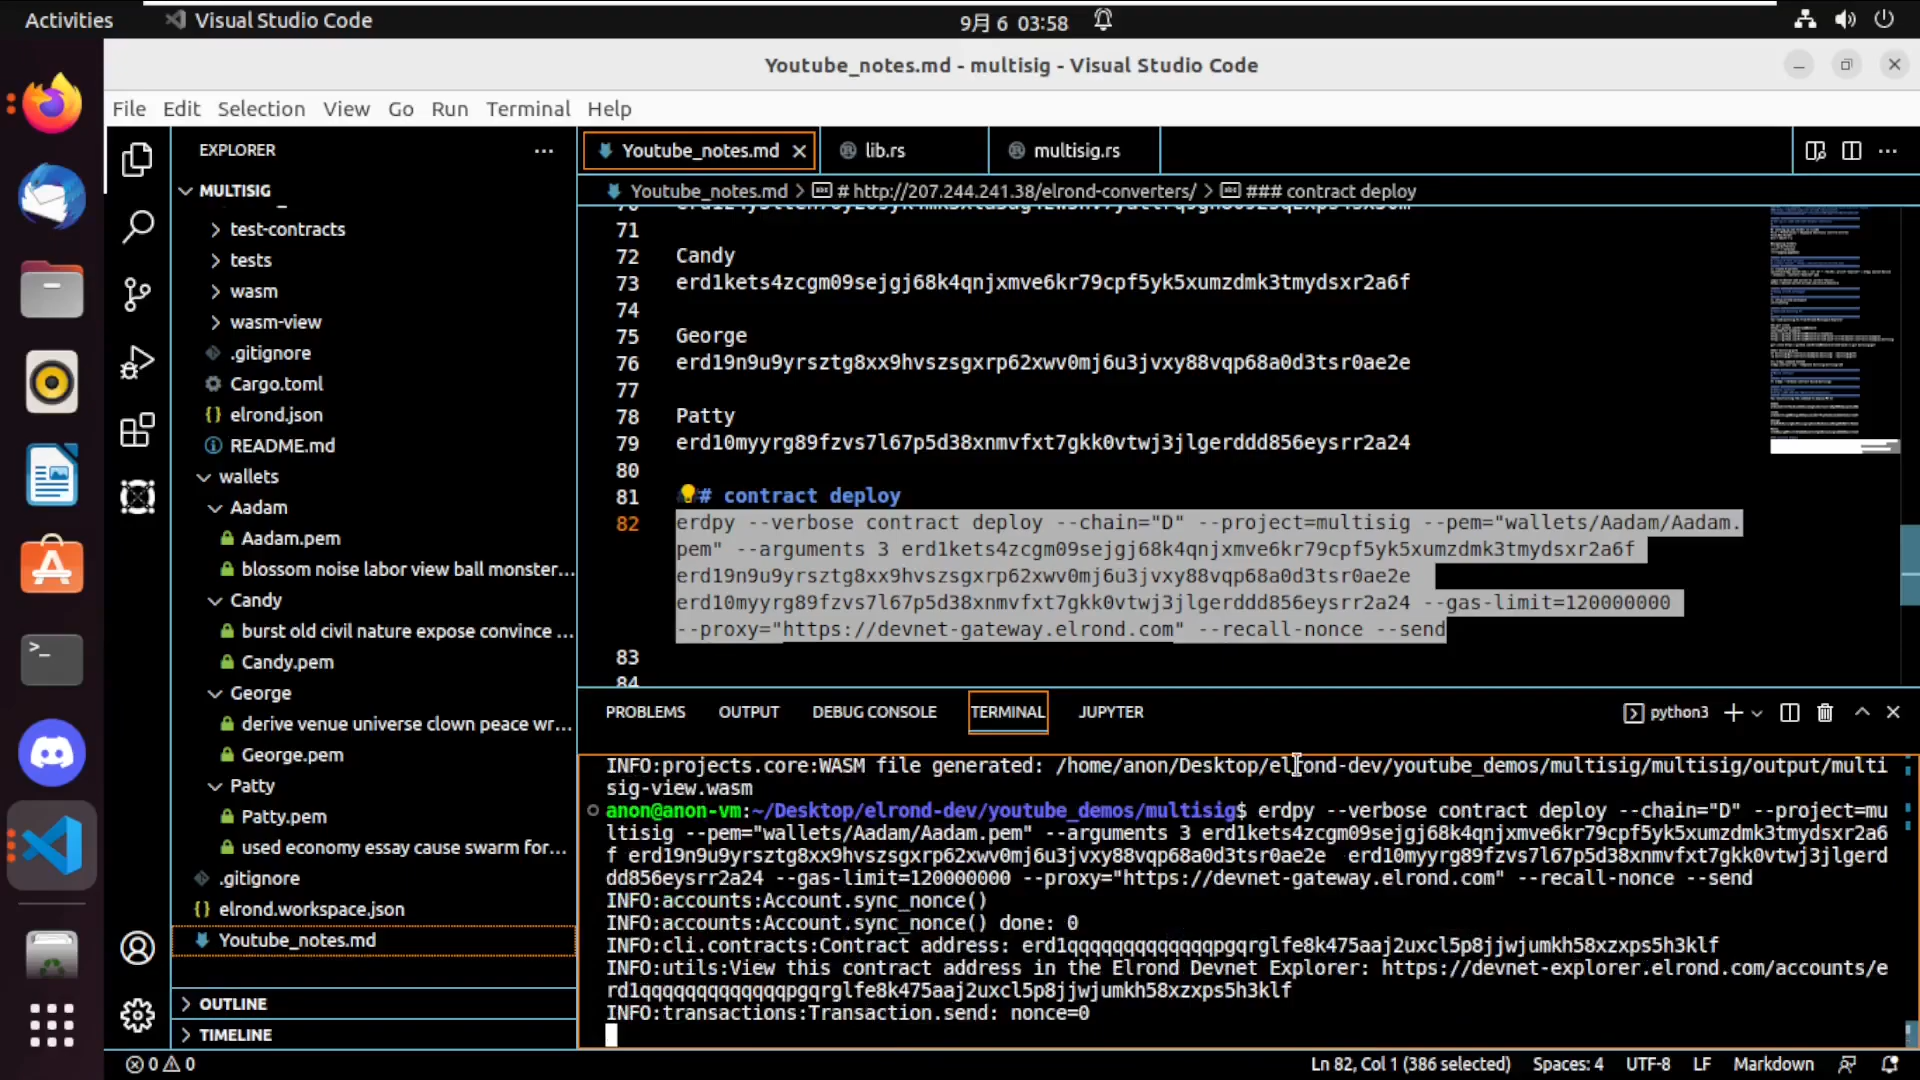 Activities
Visual Studio Code
9月 6 03:58
Youtube_notes.md - multisig - Visual Studio Code
File Edit Selection View Go Run Terminal Help
EXPLORER
MULTISIG
test-contracts
tests
wasm
wasm-view
.gitignore
Cargo.toml
elrond.json
README.md
wallets
Aadam
Aadam.pem
blossom noise labor view ball monster...
Candy
burst old civil nature expose convince ...
Candy.pem
George
derive venue universe clown peace wr...
George.pem
Patty
Patty.pem
used economy essay cause swarm for...
.gitignore
elrond.workspace.json
Youtube_notes.md
OUTLINE
TIMELINE
Youtube_notes.md
lib.rs
multisig.rs
Youtube_notes.md > # http://207.244.241.38/elrond-converters/ > ### contract deploy
71
72 Candy
73 erd1kets4zcgm09sejgj68k4qnjxmve6kr79cpf5yk5xumzdmk3tmydsxr2a6f
74
75 George
76 erd19n9u9yrsztg8xx9hvszsgxrp62xwv0mj6u3jvxy88vqp68a0d3tsr0ae2e
77
78 Patty
79 erd10myyrg89fzvs7l67p5d38xnmvfxt7gkk0vtwj3jlgerddd856eysrr2a24
80
81 # contract deploy
82 erdpy --verbose contract deploy --chain="D" --project=multisig --pem="wallets/Aadam/Aadam.
pem" --arguments 3 erd1kets4zcgm09sejgj68k4qnjxmve6kr79cpf5yk5xumzdmk3tmydsxr2a6f
erd19n9u9yrsztg8xx9hvszsgxrp62xwv0mj6u3jvxy88vqp68a0d3tsr0ae2e
erd10myyrg89fzvs7l67p5d38xnmvfxt7gkk0vtwj3jlgerddd856eysrr2a24 --gas-limit=120000000
--proxy="https://devnet-gateway.elrond.com" --recall-nonce --send
83
84
PROBLEMS OUTPUT DEBUG CONSOLE TERMINAL JUPYTER
python3
INFO:projects.core:WASM file generated: /home/anon/Desktop/elrond-dev/youtube_demos/multisig/multisig/output/multi
sig-view.wasm
anon@anon-vm:~/Desktop/elrond-dev/youtube_demos/multisig$ erdpy --verbose contract deploy --chain="D" --project=mu
ltisig --pem="wallets/Aadam/Aadam.pem" --arguments 3 erd1kets4zcgm09sejgj68k4qnjxmve6kr79cpf5yk5xumzdmk3tmydsxr2a6
f erd19n9u9yrsztg8xx9hvszsgxrp62xwv0mj6u3jvxy88vqp68a0d3tsr0ae2e erd10myyrg89fzvs7l67p5d38xnmvfxt7gkk0vtwj3jlgerd
dd856eysrr2a24 --gas-limit=120000000 --proxy="https://devnet-gateway.elrond.com" --recall-nonce --send
INFO:accounts:Account.sync_nonce()
INFO:accounts:Account.sync_nonce() done: 0
INFO:cli.contracts:Contract address: erd1qqqqqqqqqqqqqpgqrglfe8k475aaj2uxcl5p8jjwjumkh58xzxps5h3klf
INFO:utils:View this contract address in the Elrond Devnet Explorer: https://devnet-explorer.elrond.com/accounts/e
rd1qqqqqqqqqqqqqpgqrglfe8k475aaj2uxcl5p8jjwjumkh58xzxps5h3klf
INFO:transactions:Transaction.send: nonce=0
0 0
Ln 82, Col 1 (386 selected) Spaces: 4 UTF-8 LF Markdown